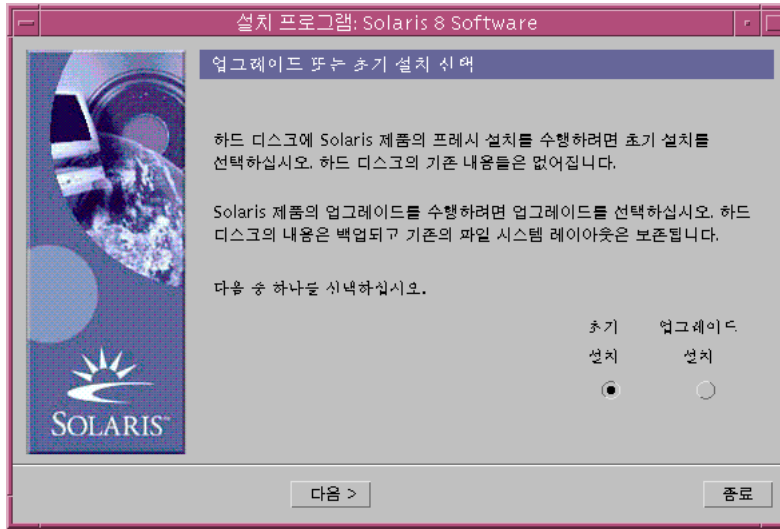 설치 프로그램: Solaris 8 Software
업그레이드 또는 초기 설치 선택
하드 디스크에 Solaris 제품의 프레시 설치를 수행하려면 초기 설치를
선택하십시오. 하드 디스크의 기존 내용들은 없어집니다.
Solaris 제품의 업그레이드를 수행하려면 업그레이드를 선택하십시오. 하드
디스크의 내용은 백업되고 기존의 파일 시스템 레이아웃은 보존됩니다.
다음 중 하나를 선택하십시오.
초기 업그레이드
설치 설치
SOLARIS™
다음 >
종료